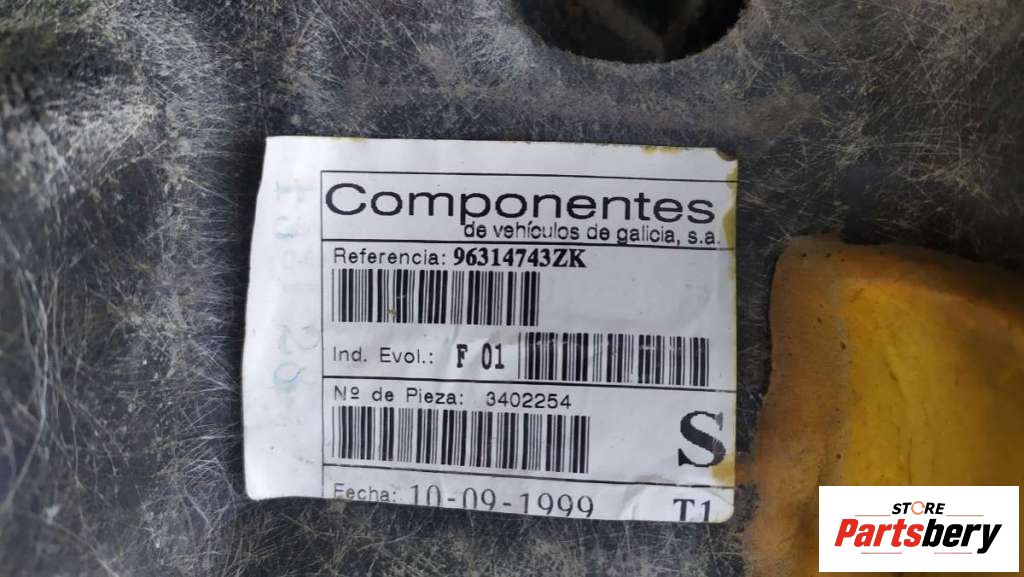 Componentes
de vehículos de galicia, s.a.
Referencia: 96314743ZK
Ind. Evol.: F 01
Nº de Pieza: 3402254
S
Fecha: 10-09-1999 T1
STORE
Partsbery